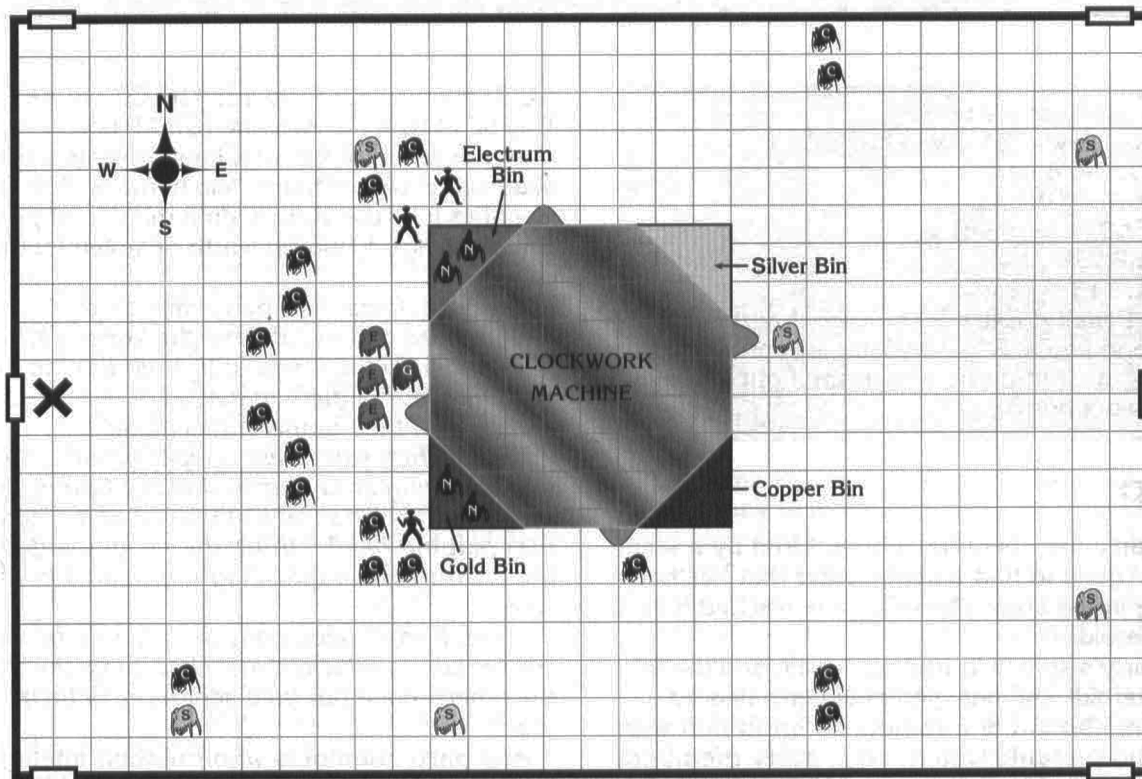 C
C
N
S C S
Electrum
Bin
W E
C
S
N
C
N
Silver Bin
C
C E S
CLOCKWORK
E G
MACHINE
C E
C
N
C
Copper Bin
N
C
C C
Gold Bin
C
S
C C
S S C